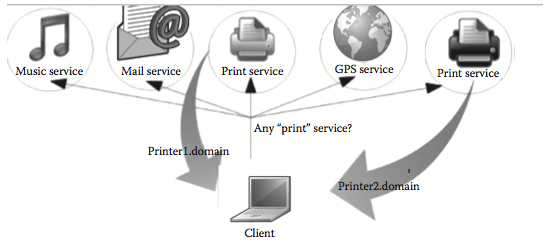 Music service
Mail service
Print service
GPS service
Print service
Any “print” service?
Printer1.domain
Printer2.domain
Client